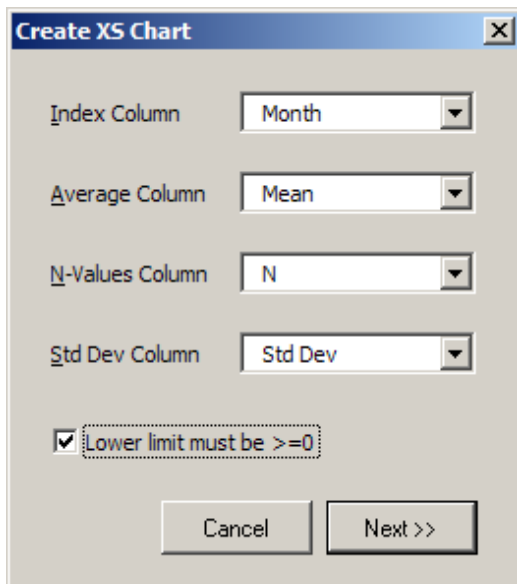 Create XS Chart
Index Column Month
Average Column Mean
N-Values Column N
Std Dev Column Std Dev
Lower limit must be >=0
Cancel Next >>